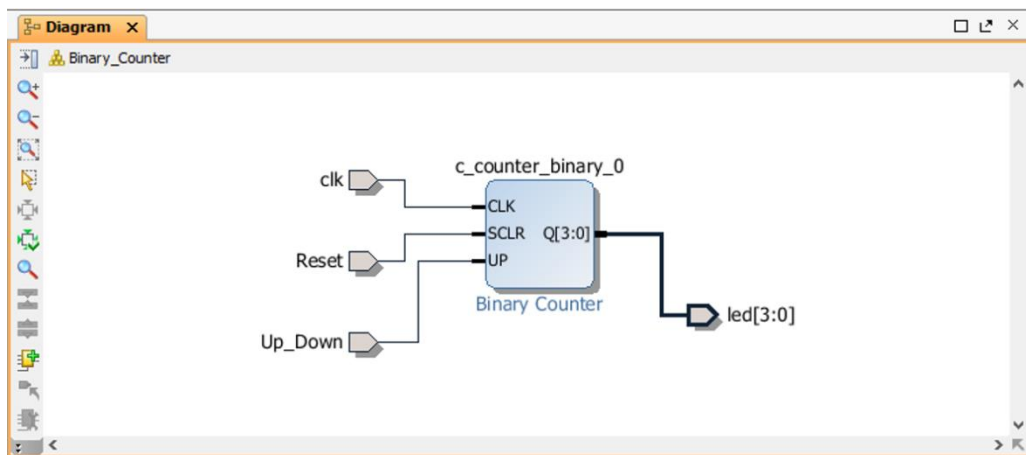 Diagram
Binary_Counter
c_counter_binary_0
clk
CLK
Reset
SCLR Q[3:0]
UP
Binary Counter
led[3:0]
Up_Down